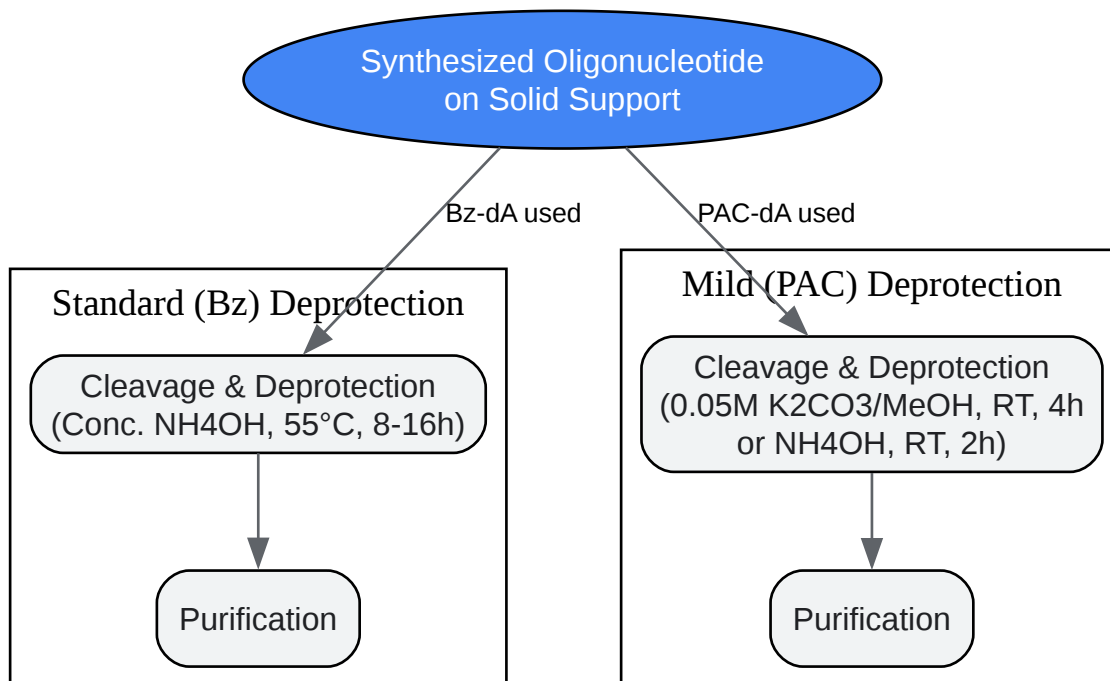 Synthesized Oligonucleotide
on Solid Support
Bz-dA used
PAC-dA used
Standard (Bz) Deprotection
Cleavage & Deprotection
(Conc. NH4OH, 55°C, 8-16h)
Purification
Mild (PAC) Deprotection
Cleavage & Deprotection
(0.05M K2CO3/MeOH, RT, 4h
or NH4OH, RT, 2h)
Purification